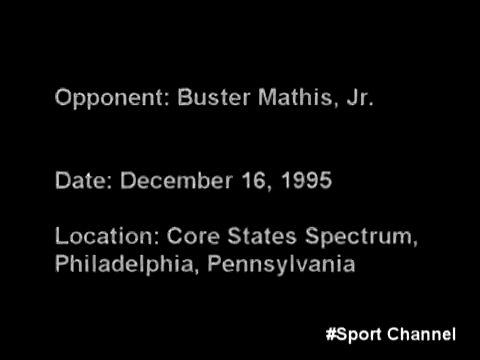 Opponent: Buster Mathis, Jr.
Date: December 16, 1995
Location: Core States Spectrum,
Philadelphia, Pennsylvania
#Sport Channel